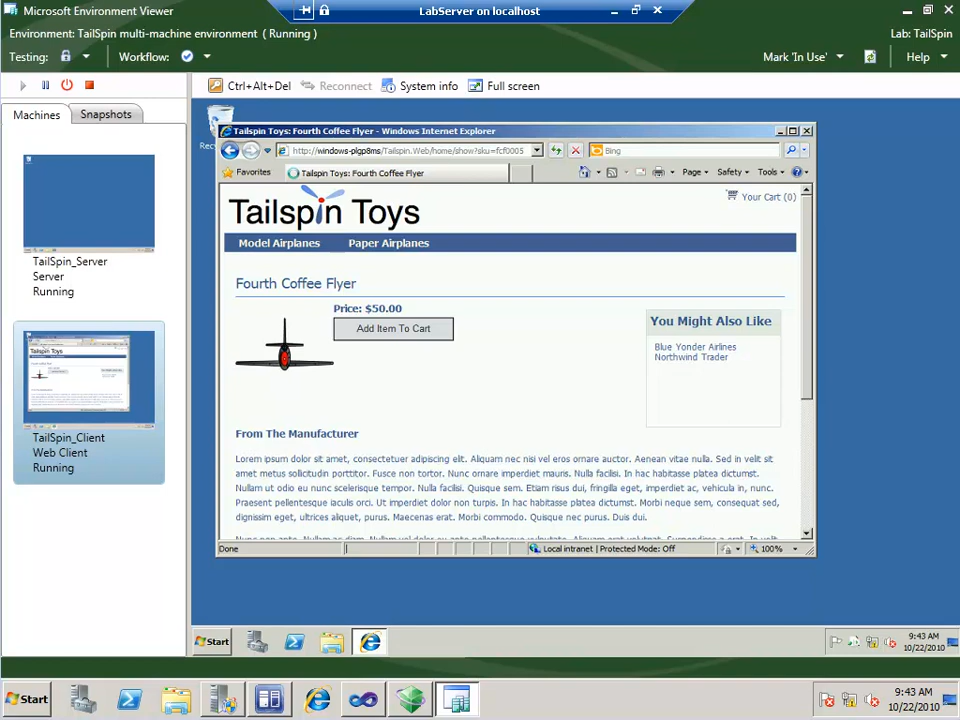 Microsoft Environment Viewer
LabServer on localhost
Environment: TailSpin multi-machine environment ( Running )
Lab: TailSpin
Testing:
Workflow:
Mark 'In Use'
Help
Ctrl+Alt+Del
Reconnect
System info
Full screen
Machines
Snapshots
TailSpin_Server
Server
Running
TailSpin_Client
Web Client
Running
Tailspin Toys: Fourth Coffee Flyer - Windows Internet Explorer
http://windows-plgp8ms/Tailspin.Web/home/show?sku=fcf0005
Bing
Favorites
Tailspin Toys: Fourth Coffee Flyer
Page
Safety
Tools
Tailspin Toys
Your Cart (0)
Model Airplanes
Paper Airplanes
Fourth Coffee Flyer
Price: $50.00
Add Item To Cart
You Might Also Like
Blue Yonder Airlines
Northwind Trader
From The Manufacturer
Lorem ipsum dolor sit amet, consectetuer adipiscing elit. Aliquam nec nisi vel eros ornare auctor. Aenean vitae nulla. Sed in sapien sit
amet metus sollicitudin porttitor. Fusce non tortor. Nunc ornare imperdiet mauris. Nulla facilisi. In hac habitasse platea dictumst.
Nullam ut odio eu nunc scelerisque tempor. Nulla facilisi. Quisque sem. Etiam risus dui, fringilla eget, imperdiet ac, vehicula in, nunc.
Praesent pellentesque iaculis orci. Ut imperdiet dolor non turpis. In hac habitasse platea dictumst. Morbi neque sem, consequat sed,
dignissim eget, ultrices aliquet, purus. Maecenas erat. Morbi commodo. Quisque nec purus. Duis dui.
Done
Local intranet | Protected Mode: Off
100%
Start
9:43 AM
10/22/2010
Start
9:43 AM
10/22/2010